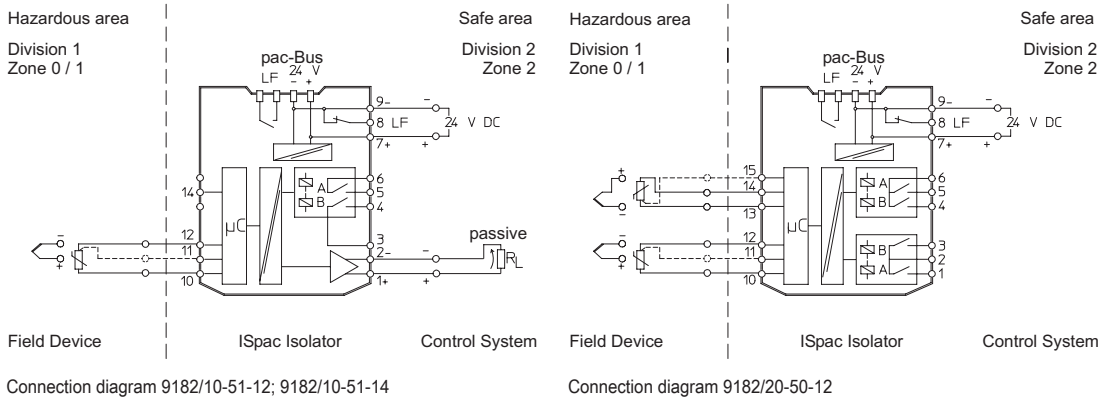 Hazardous area
Safe area
Division 1
Zone 0 / 1
Division 2
Zone 2
pac-Bus
LF 24 V
- +
9-
8 LF
7+
-
24 V DC
+
6
5
4
A
B
14
µC
12
11
10
-
+
3
2-
1+
-
+
passive
RL
Field Device
ISpac Isolator
Control System
Connection diagram 9182/10-51-12; 9182/10-51-14
Hazardous area
Safe area
Division 1
Zone 0 / 1
Division 2
Zone 2
pac-Bus
LF 24 V
- +
9-
8 LF
7+
-
24 V DC
+
+
-
15
14
13
6
5
4
A
B
µC
-
+
12
11
10
B
A
3
2
1
Field Device
ISpac Isolator
Control System
Connection diagram 9182/20-50-12